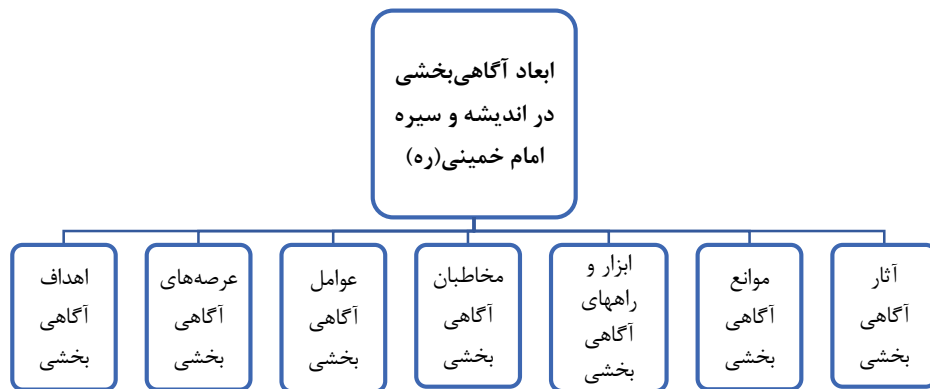 ابعاد آگاهی‌بخشی
در اندیشه و سیره
امام خمینی(ره)
آثار
آگاهی
بخشی
موانع
آگاهی
بخشی
ابزار و
راههای
آگاهی
بخشی
مخاطبان
آگاهی
بخشی
عوامل
آگاهی
بخشی
عرصه‌های
آگاهی
بخشی
اهداف
آگاهی
بخشی